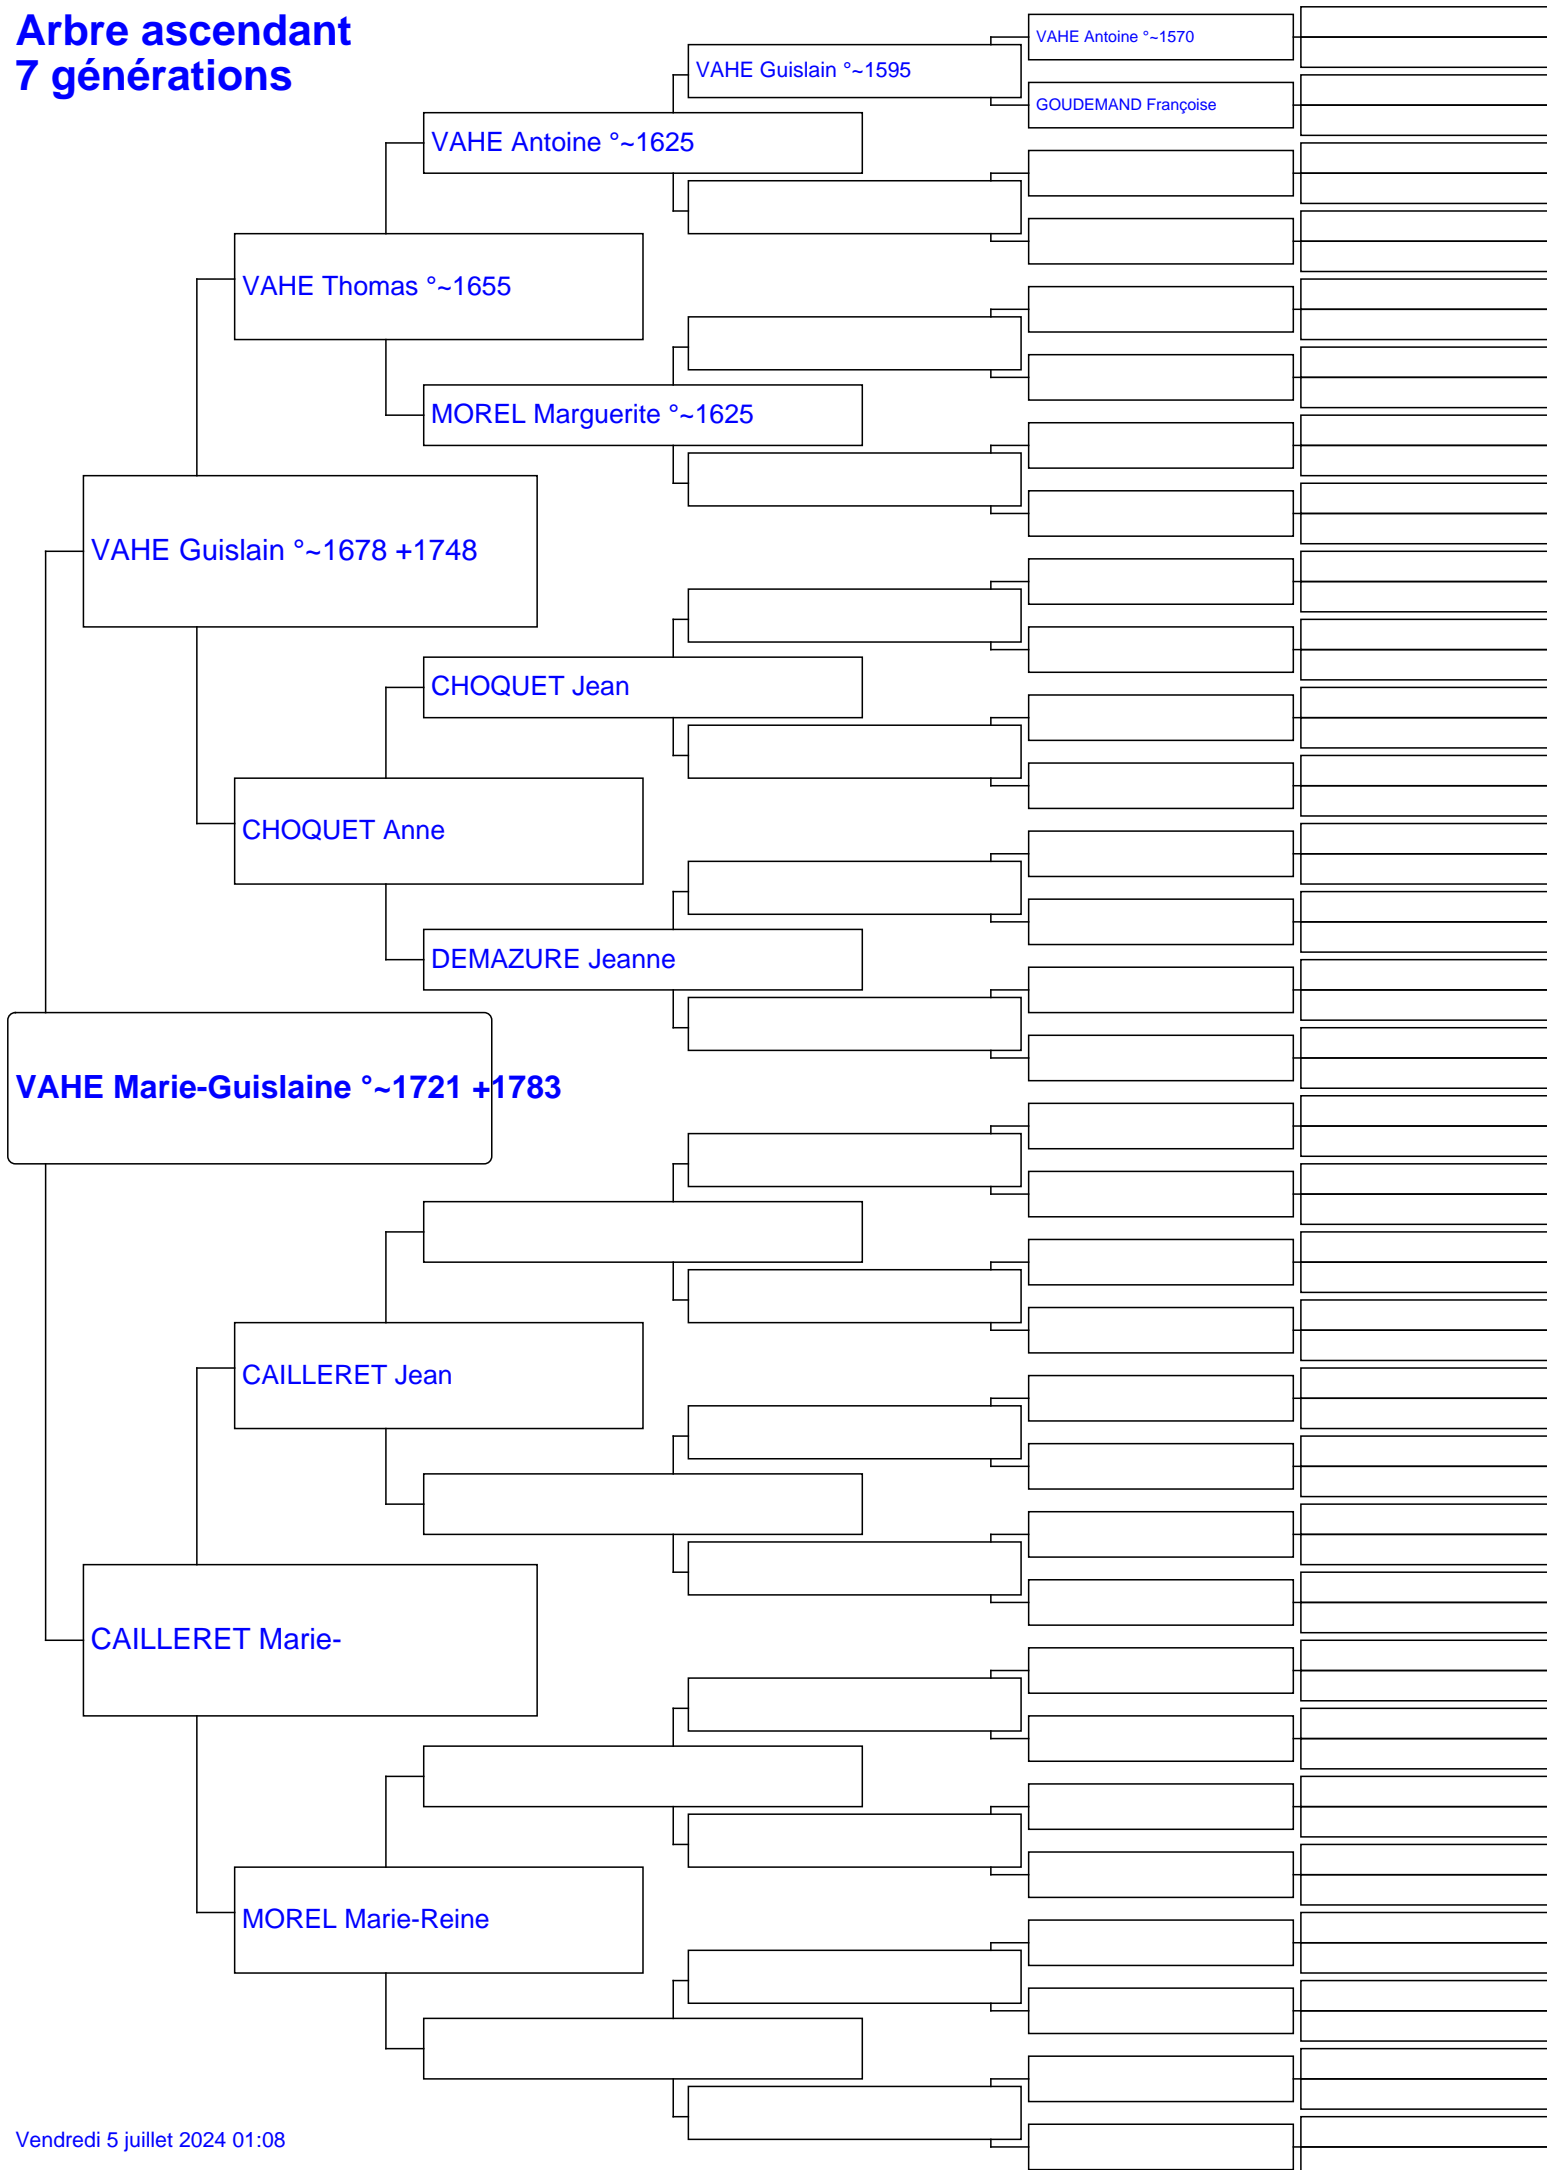 Arbre ascendant
7 générations
VAHE Antoine °~1570
VAHE Guislain °~1595
GOUDEMAND Françoise
VAHE Antoine °~1625
VAHE Thomas °~1655
MOREL Marguerite °~1625
VAHE Guislain °~1678 +1748
CHOQUET Jean
CHOQUET Anne
DEMAZURE Jeanne
VAHE Marie-Guislaine °~1721 +1783
CAILLERET Jean
CAILLERET Marie-
MOREL Marie-Reine
Vendredi 5 juillet 2024 01:08